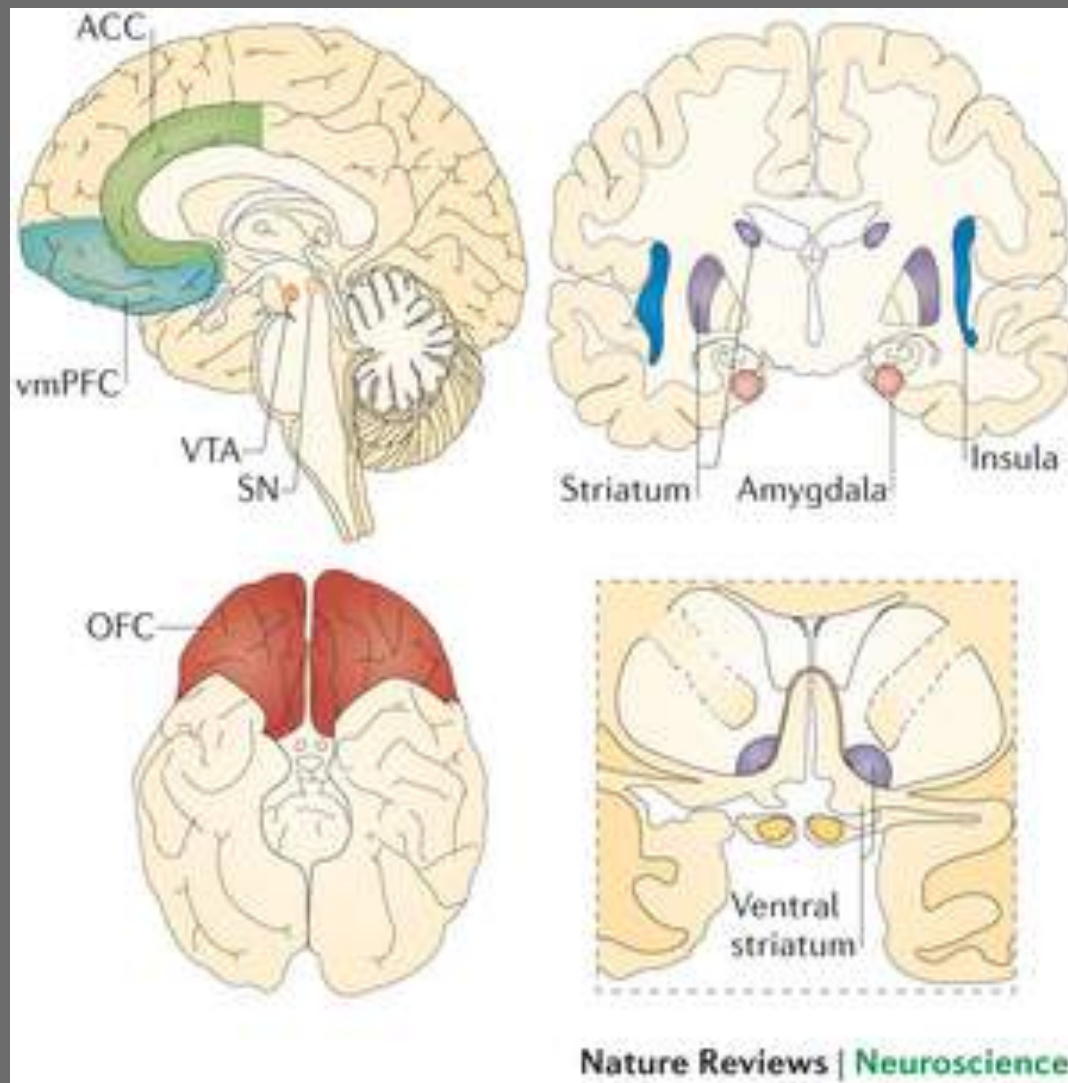 ACC
vmPFC
VTA
SN
Striatum
Amygdala
Insula
OFC
Ventral
striatum
Nature Reviews | Neuroscience